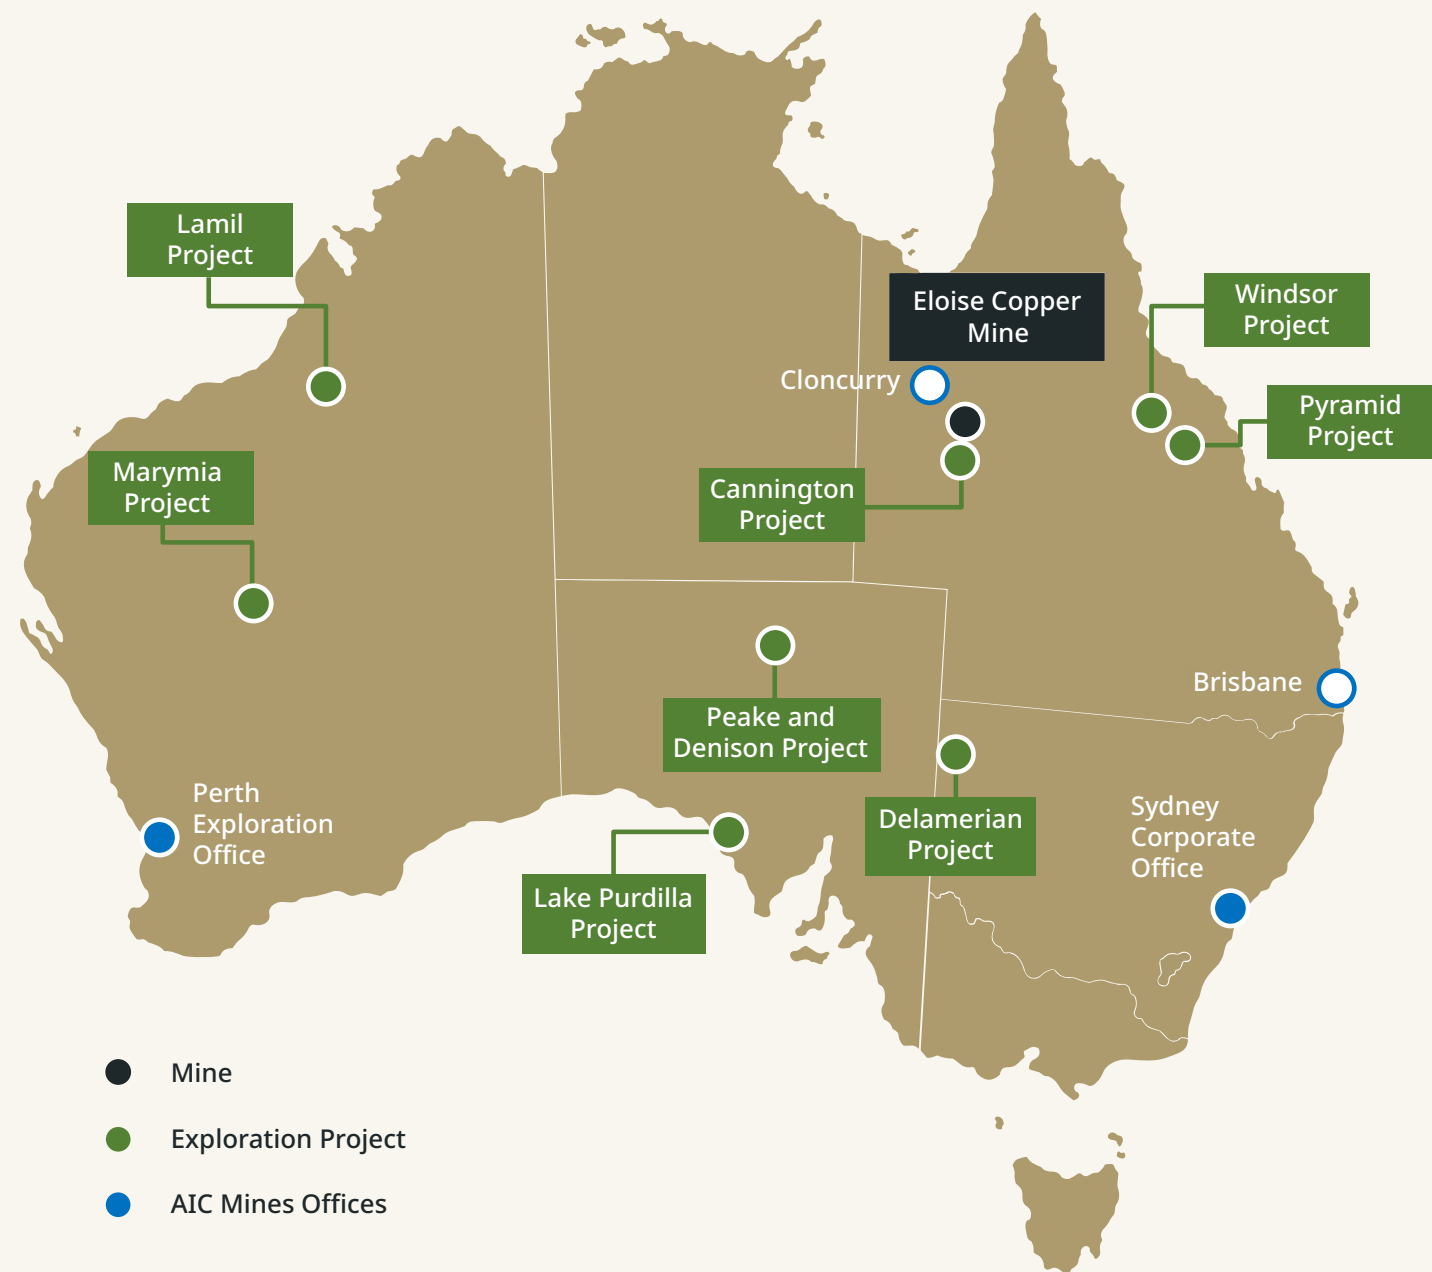 Lamil
Project
Eloise Copper
Mine
Windsor
Project
Cloncurry
Pyramid
Project
Marymia
Project
Cannington
Project
Brisbane
Peake and
Denison Project
Perth
Exploration
Office
Delamerian
Project
Sydney
Corporate
Office
Lake Purdilla
Project
Mine
Exploration Project
AIC Mines Offices